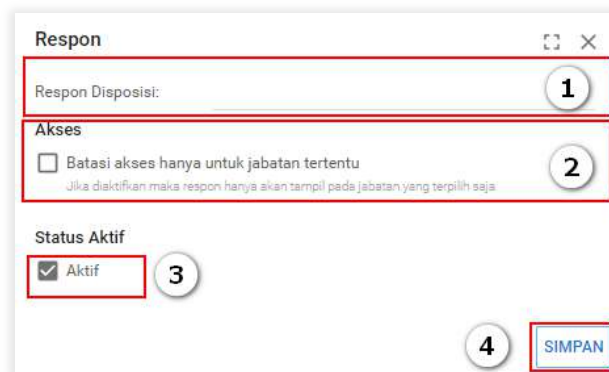 Respon
Respon Disposisi:
1
Akses
Batasi akses hanya untuk jabatan tertentu
Jika diaktifkan maka respon hanya akan tampil pada jabatan yang terpilih saja
2
Status Aktif
Aktif
3
4
SIMPAN